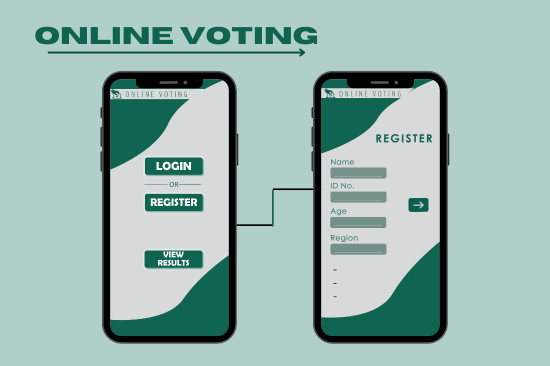 ONLINE VOTING
ONLINE VOTING
LOGIN
OR
REGISTER
VIEW
RESULTS
ONLINE VOTING
REGISTER
Name
ID No.
Age
Region
-
-
-